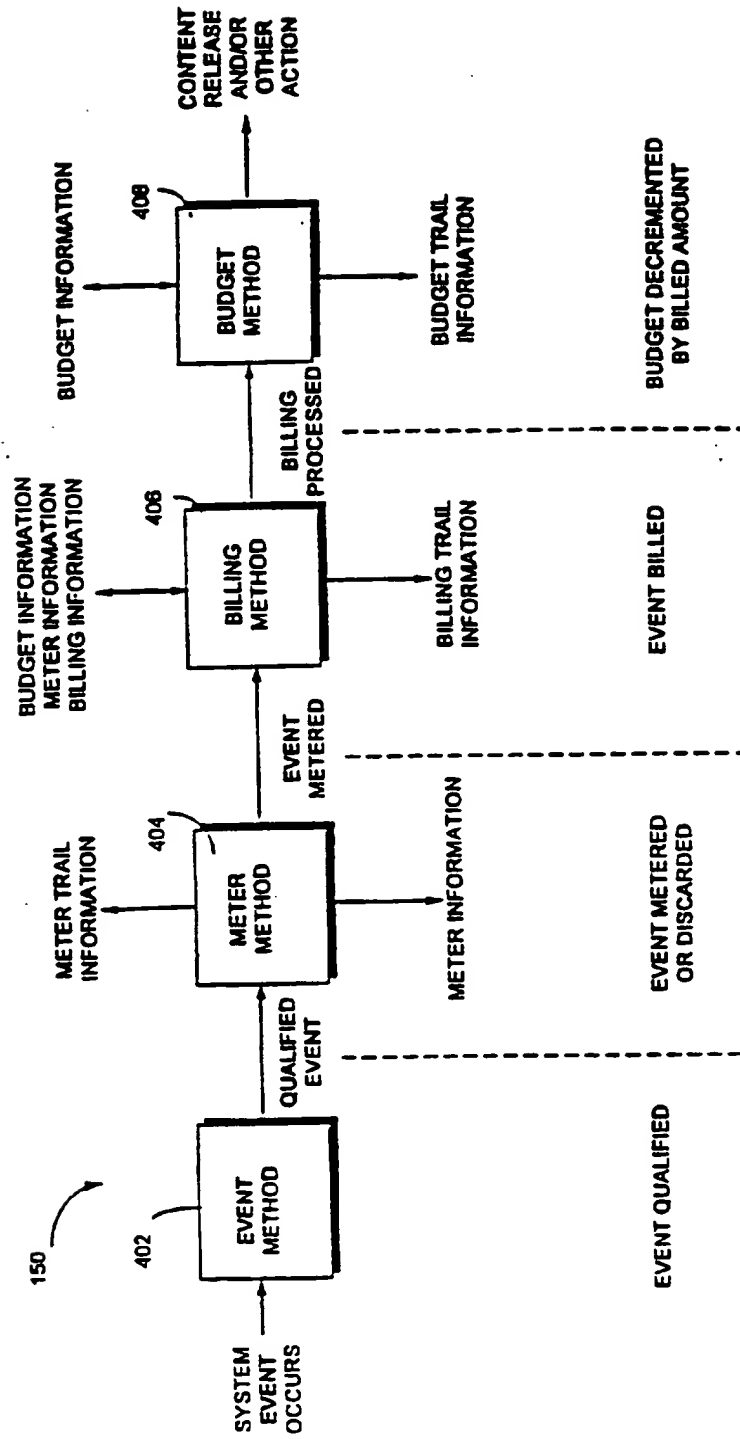 150
SYSTEM
EVENT
OCCURS
402
EVENT
METHOD
QUALIFIED
EVENT
METER TRAIL
INFORMATION
404
METER
METHOD
METER INFORMATION
EVENT
METERED
BUDGET INFORMATION
METER INFORMATION
BILLING INFORMATION
406
BILLING
METHOD
BILLING TRAIL
INFORMATION
BILLING
PROCESSED
BUDGET INFORMATION
408
BUDGET
METHOD
BUDGET TRAIL
INFORMATION
CONTENT
RELEASE
AND/OR
OTHER
ACTION
EVENT QUALIFIED
EVENT METERED
OR DISCARDED
EVENT BILLED
BUDGET DECREMENTED
BY BILLED AMOUNT